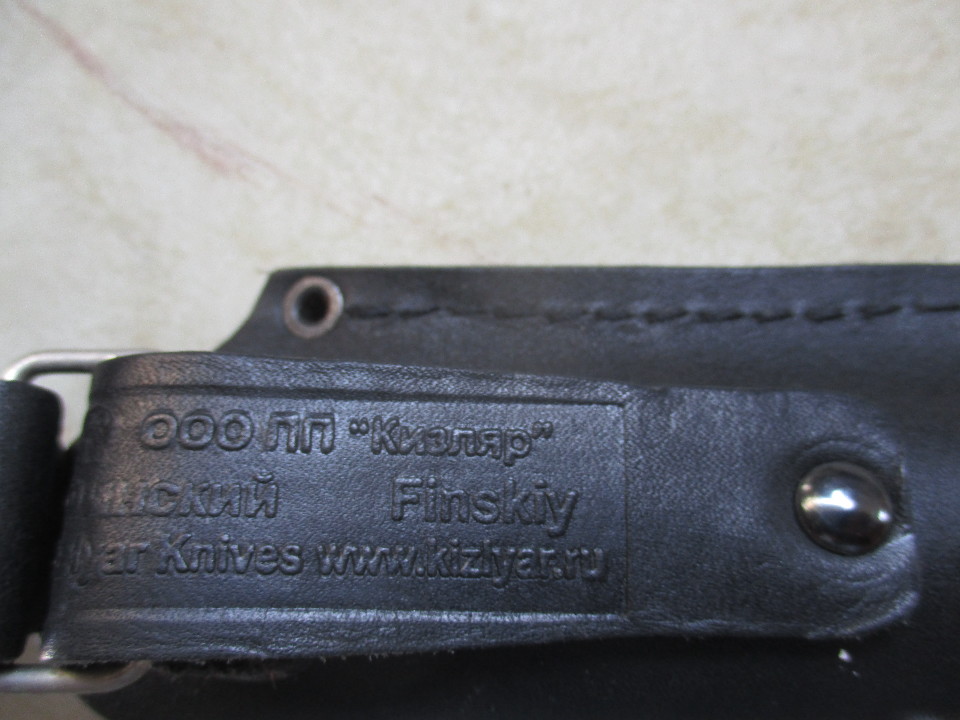 ООО ПП "Кизляр"
Finskiy
Knives www.kizlyar.ru